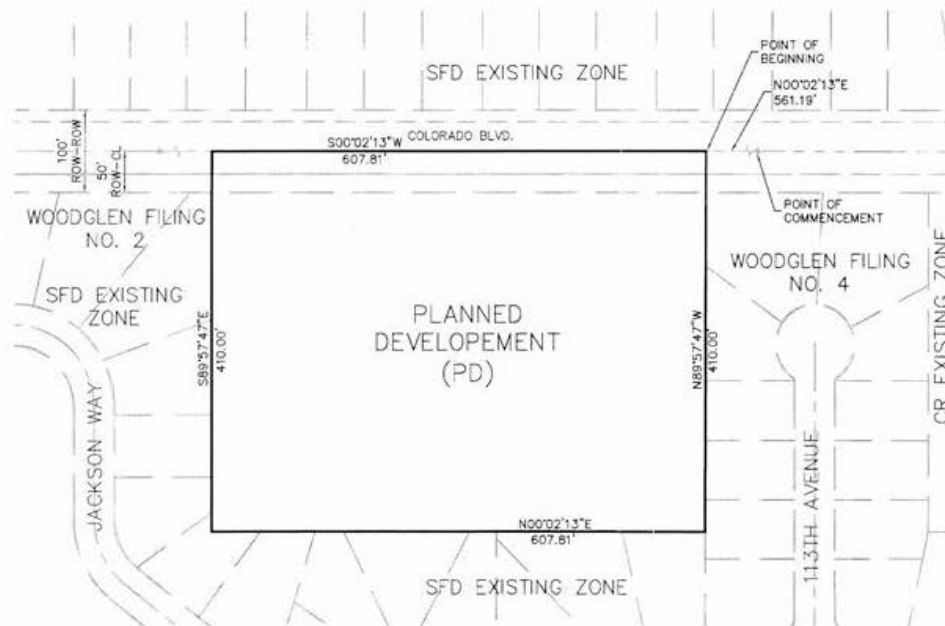 POINT OF
BEGINNING
SFD EXISTING ZONE
N00°02'13"E
561.19'
COLORADO BLVD.
S00°02'13"W
607.81'
100'
ROW-ROW
50'
ROW-CL
POINT OF
COMMENCEMENT
WOODGLEN FILING
NO. 2
SFD EXISTING
ZONE
WOODGLEN FILING
NO. 4
CR EXISTING ZONE
PLANNED
DEVELOPEMENT
(PD)
S89°57'47"E
410.00'
N89°57'47"W
410.00'
JACKSON WAY
113TH AVENUE
N00°02'13"E
607.81'
SFD EXISTING ZONE